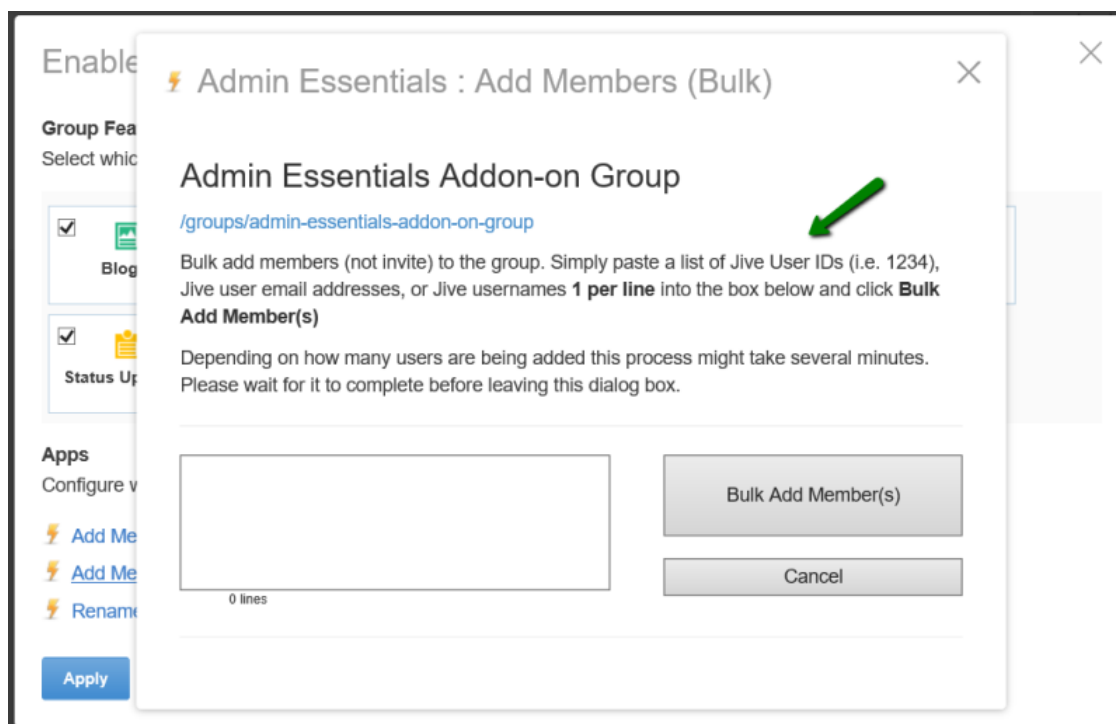 Enable
Admin Essentials : Add Members (Bulk)
Group Fea
Select whic
Admin Essentials Addon-on Group
/groups/admin-essentials-addon-on-group
Blog
Bulk add members (not invite) to the group. Simply paste a list of Jive User IDs (i.e. 1234),
Jive user email addresses, or Jive usernames 1 per line into the box below and click Bulk
Add Member(s)
Status Up
Depending on how many users are being added this process might take several minutes.
Please wait for it to complete before leaving this dialog box.
Apps
Configure v
Add Me
Add Me
Rename
Bulk Add Member(s)
Cancel
0 lines
Apply